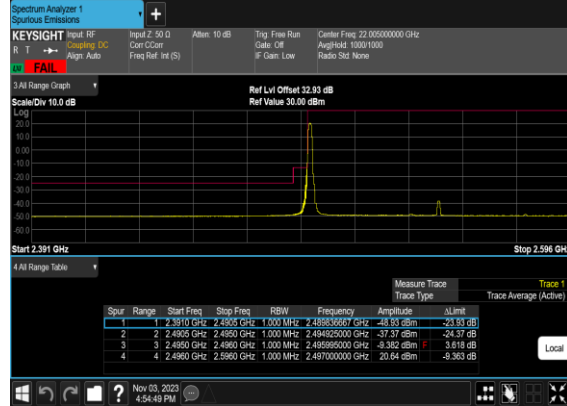 Spectrum Analyzer 1
Spurious Emissions
+
KEYSIGHT Input: RF Input Z: 50 Ω Atten: 10 dB Trig: Free Run Center Freq: 22.005000000 GHz
R T Coupling: DC Corr CCorr Gate: Off Avg|Hold: 1000/1000
Align: Auto Freq Ref: Int (S) IF Gain: Low Radio Std: None
FAIL
3 All Range Graph Ref Lvl Offset 32.93 dB
Scale/Div 10.0 dB Ref Value 30.00 dBm
Log
20.0
10.0
0.00
-10.0
-20.0
-30.0
-40.0
-50.0
-60.0
Start 2.391 GHz Stop 2.596 GHz
4 All Range Table
Measure Trace Trace 1
Trace Type Trace Average (Active)
Spur Range Start Freq Stop Freq RBW Frequency Amplitude ΔLimit
1 1 2.3910 GHz 2.4905 GHz 1.000 MHz 2.489836667 GHz -48.93 dBm -23.93 dB
2 2 2.4905 GHz 2.4950 GHz 1.000 MHz 2.494925000 GHz -37.37 dBm -24.37 dB
3 3 2.4950 GHz 2.4960 GHz 1.000 MHz 2.495995000 GHz -9.382 dBm F 3.618 dB
4 4 2.4960 GHz 2.5960 GHz 1.000 MHz 2.497000000 GHz 20.64 dBm -9.363 dB
Local
? Nov 03, 2023
4:54:49 PM